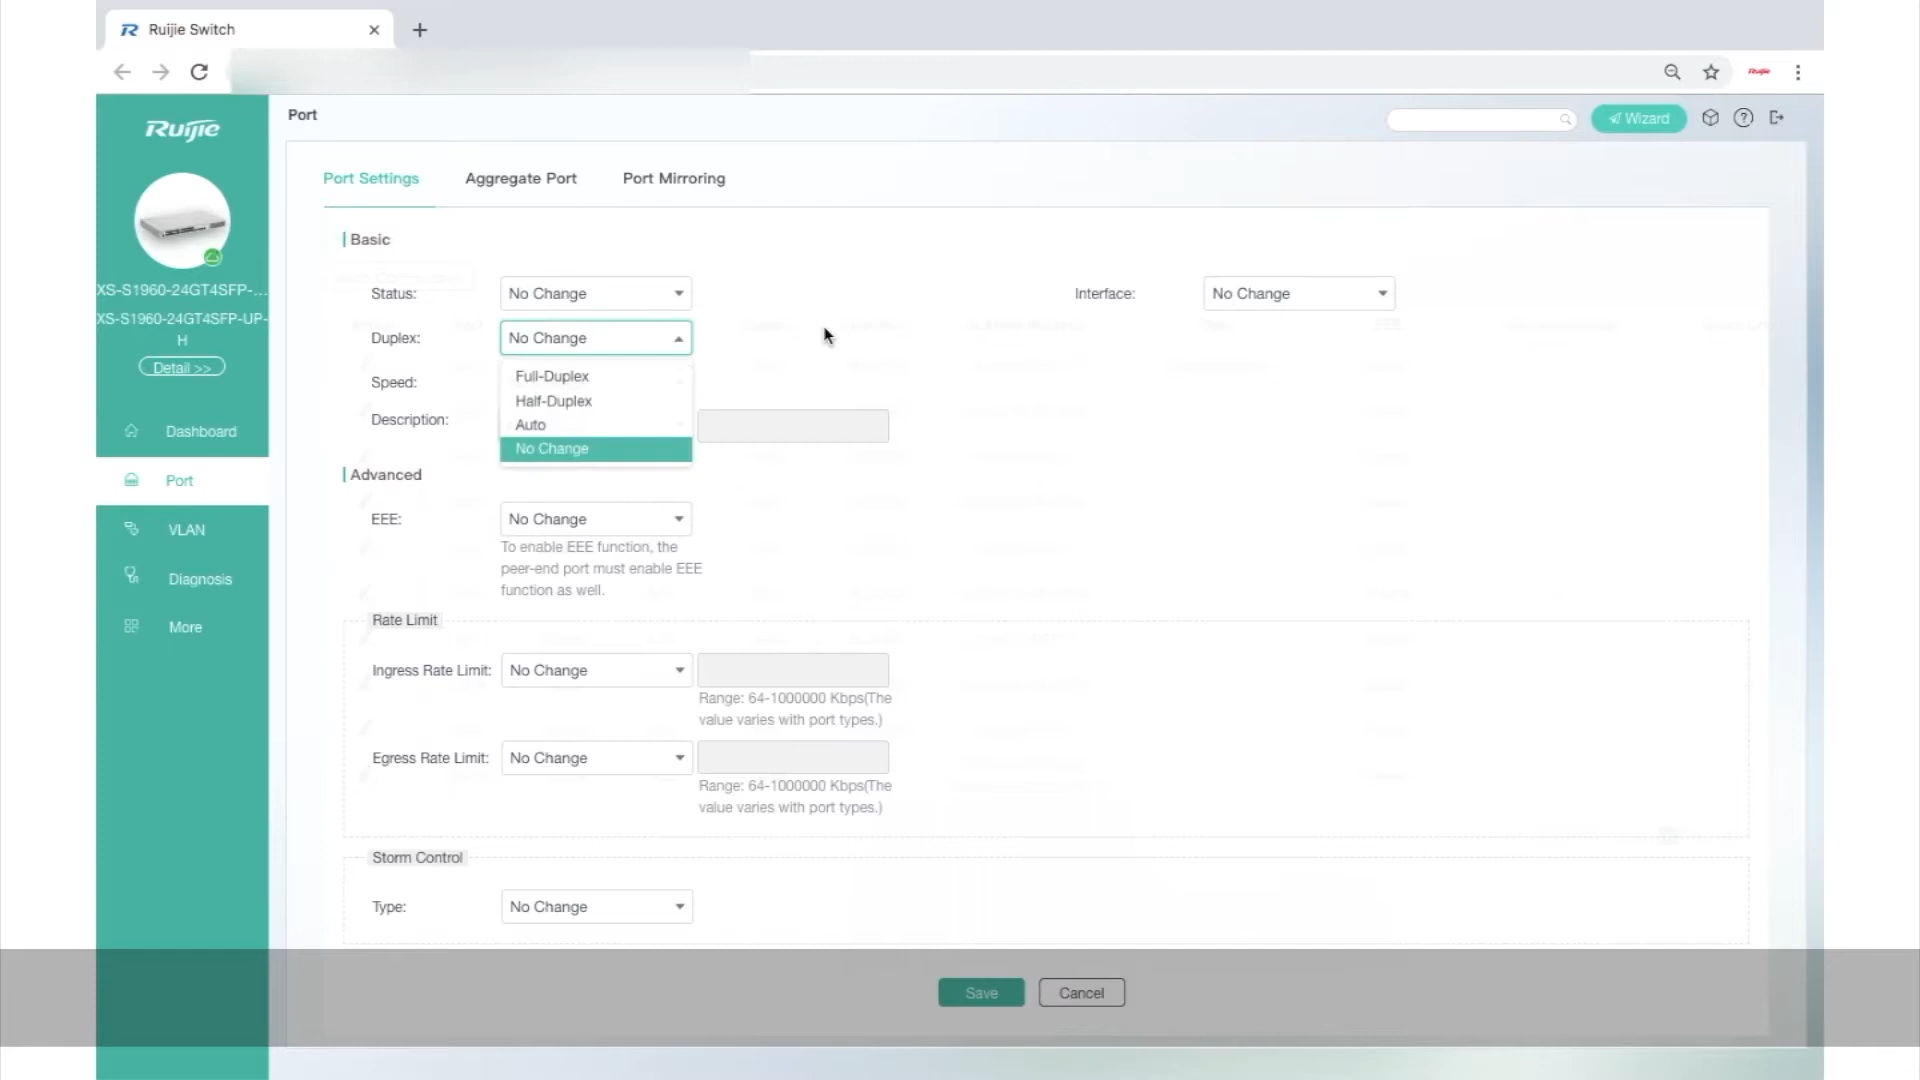 Ruijie Switch
Ruijie
Ruijie
Port
Wizard
XS-S1960-24GT4SFP-...
XS-S1960-24GT4SFP-UP-
H
Detail >>
Dashboard
Port
VLAN
Diagnosis
More
Port Settings
Aggregate Port
Port Mirroring
Basic
Status:
No Change
Interface:
No Change
Duplex:
No Change
Full-Duplex
Half-Duplex
Auto
No Change
Speed:
Description:
Advanced
EEE:
No Change
To enable EEE function, the
peer-end port must enable EEE
function as well.
Rate Limit
Ingress Rate Limit:
No Change
Range: 64-1000000 Kbps(The
value varies with port types.)
Egress Rate Limit:
No Change
Range: 64-1000000 Kbps(The
value varies with port types.)
Storm Control
Type:
No Change
Save
Cancel